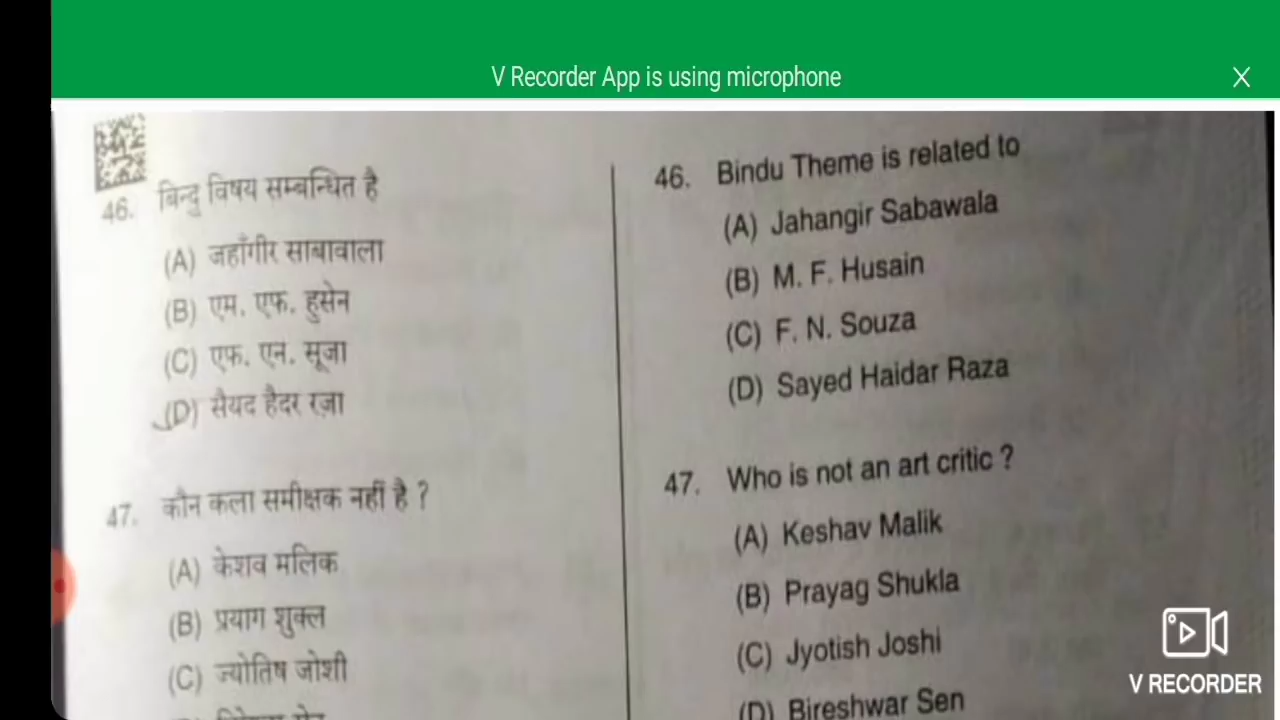 V Recorder App is using microphone
X
46. बिन्दु विषय सम्बन्धित है
(A) जहाँगीर साबावाला
(B) एम. एफ. हुसेन
(C) एफ. एन. सूजा
(D) सैयद हैदर रज़ा
47. कौन कला समीक्षक नहीं है ?
(A) केशव मलिक
(B) प्रयाग शुक्ल
(C) ज्योतिष जोशी
46. Bindu Theme is related to
(A) Jahangir Sabawala
(B) M. F. Husain
(C) F. N. Souza
(D) Sayed Haidar Raza
47. Who is not an art critic ?
(A) Keshav Malik
(B) Prayag Shukla
(C) Jyotish Joshi
(D) Bireshwar Sen
V RECORDER